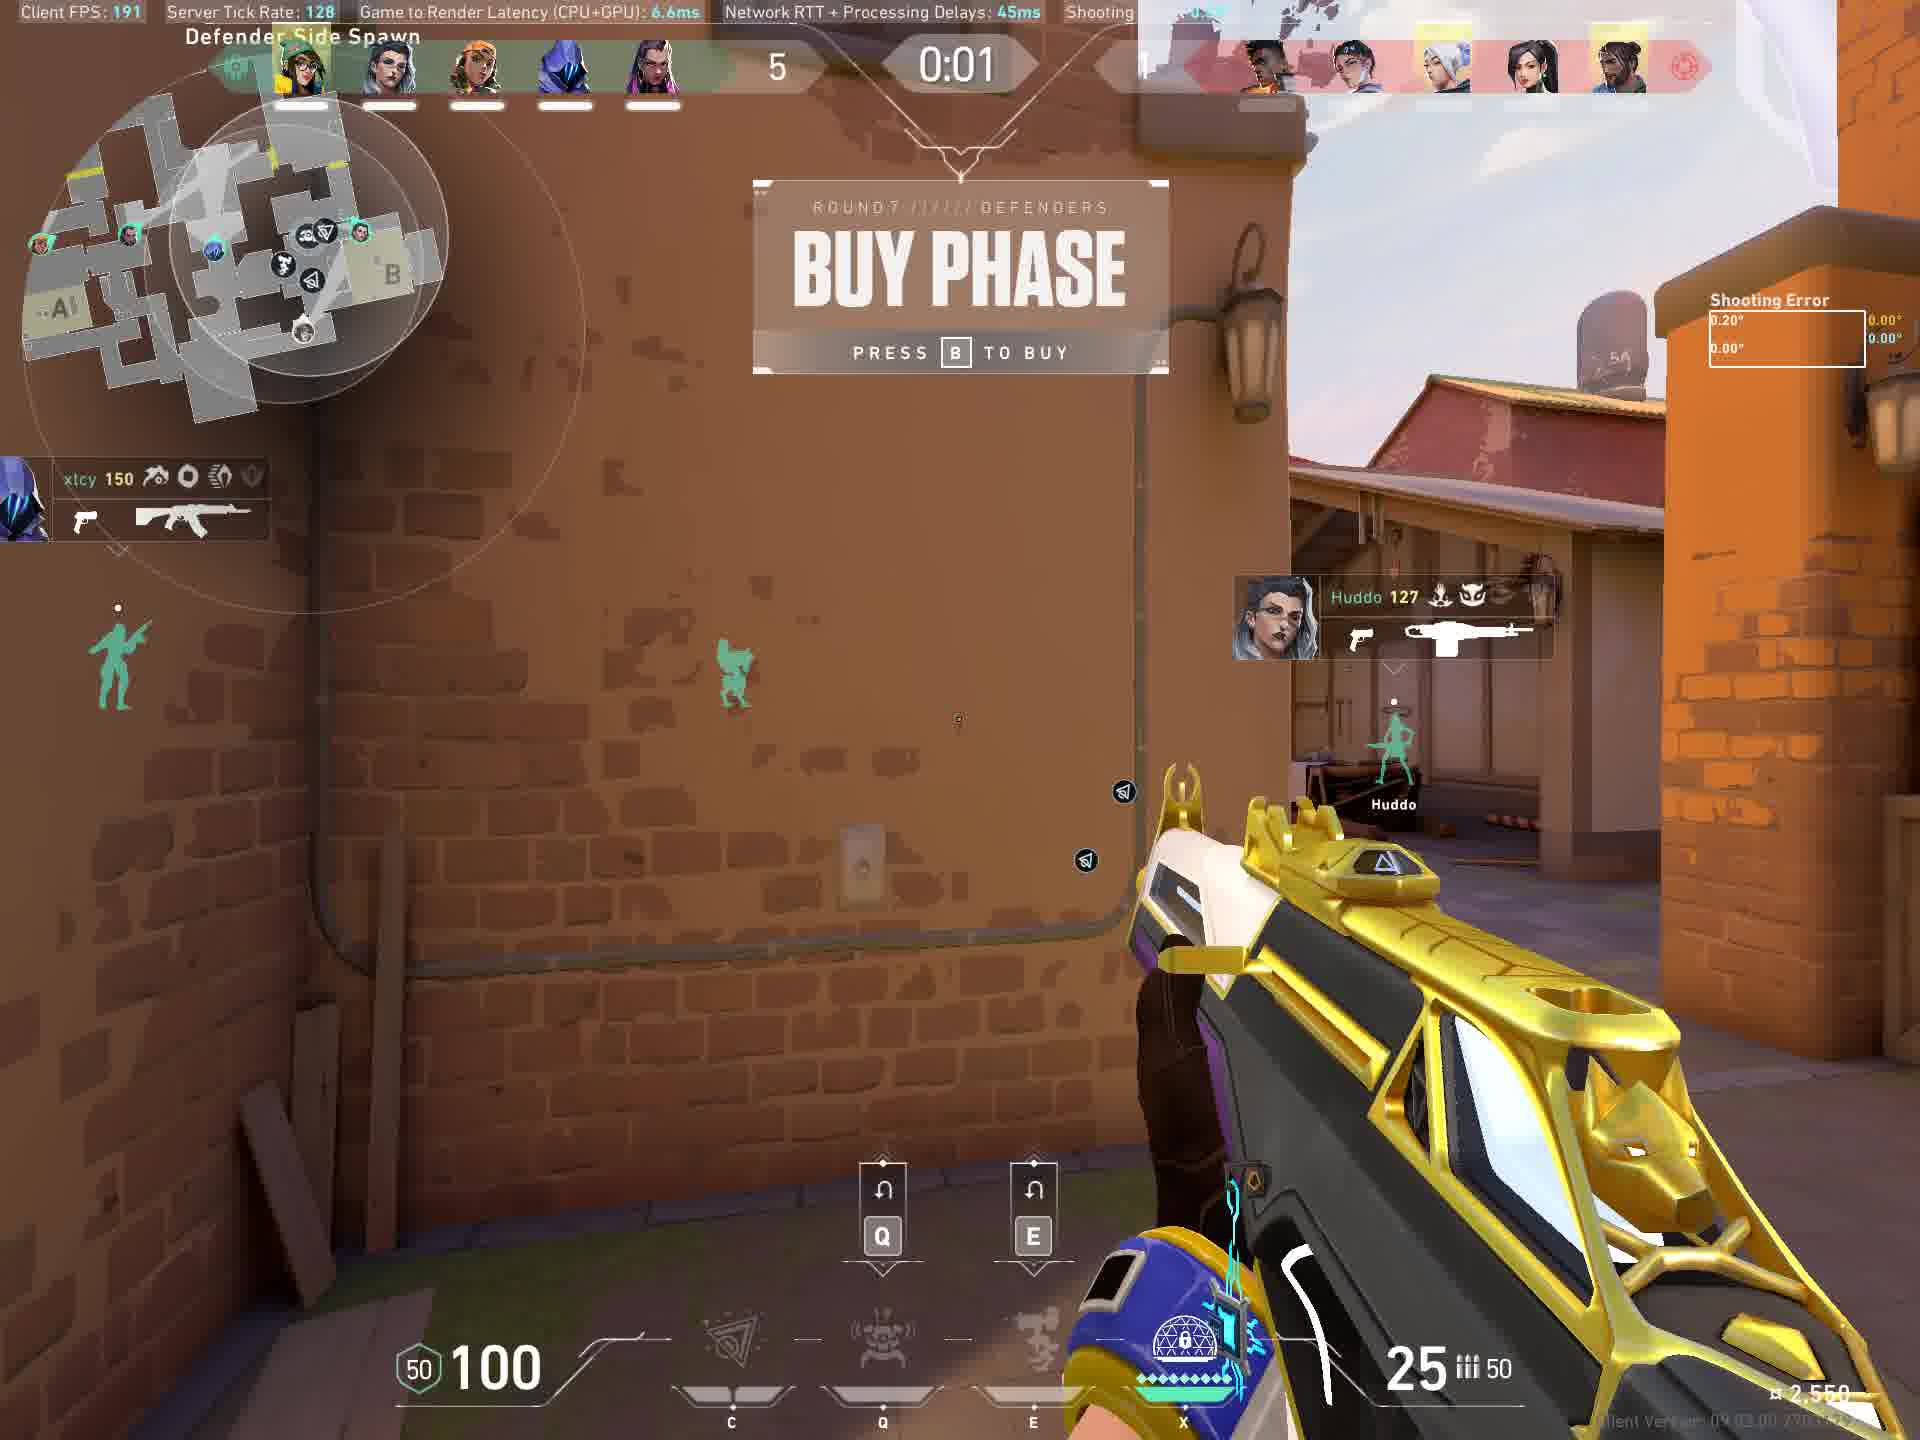 Client FPS: 191 Server Tick Rate: 128 Game to Render Latency (CPU+GPU): 6.6ms Network RTT + Processing Delays: 45ms Shooting
Defender Side Spawn
5 0:01 1
ROUND 7 ////// DEFENDERS
BUY PHASE
PRESS B TO BUY
A
B
Shooting Error
0.20° 0.00°
0.00°
0.00°
xtcy 150
Huddo 127
Huddo
Q E
50 100
25 50
2,550
C Q E X